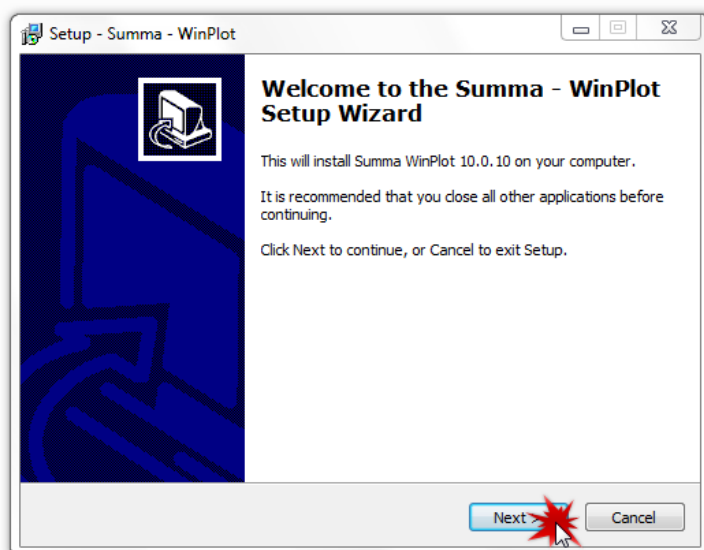 Setup - Summa - WinPlot
Welcome to the Summa - WinPlot
Setup Wizard
This will install Summa WinPlot 10.0.10 on your computer.
It is recommended that you close all other applications before
continuing.
Click Next to continue, or Cancel to exit Setup.
Next >
Cancel